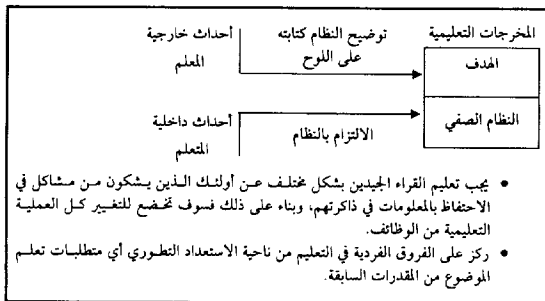 المخرجات التعليمية
الهدف
النظام الصفي
توضيح النظام كتابته
على اللوح
أحداث خارجية
المعلم
الالتزام بالنظام
أحداث داخلية
المتعلم
• يجب تعليم القراء الجيدين بشكل مختلف عن أولئك الذين يشكون من مشاكل في
الاحتفاظ بالمعلومات في ذاكرتهم، وبناء على ذلك فسوف تخضع للتغيير كل العملية
التعليمية من الوظائف.
• ركز على الفروق الفردية في التعليم من ناحية الاستعداد التطوري أي متطلبات تعلم
الموضوع من المقدرات السابقة.